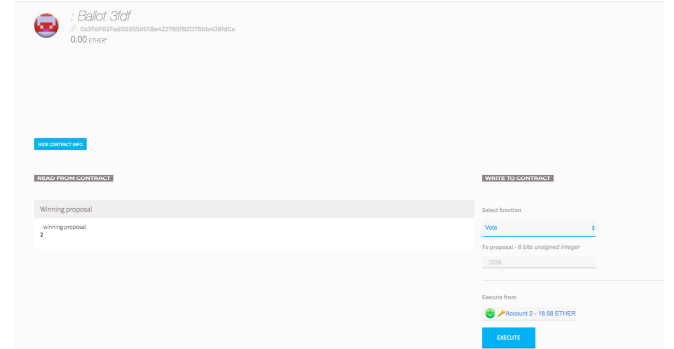 : Ballot 3fdf
0x3FdF62Fad02955d018e422765fB2D75bb409fdCe
0.00 ETHER*
HIDE CONTRACT INFO
READ FROM CONTRACT
Winning proposal
winning proposal
2
WRITE TO CONTRACT
Select function
Vote
To proposal - 8 bits unsigned integer
1234
Execute from
Account 2 - 18.58 ETHER
EXECUTE